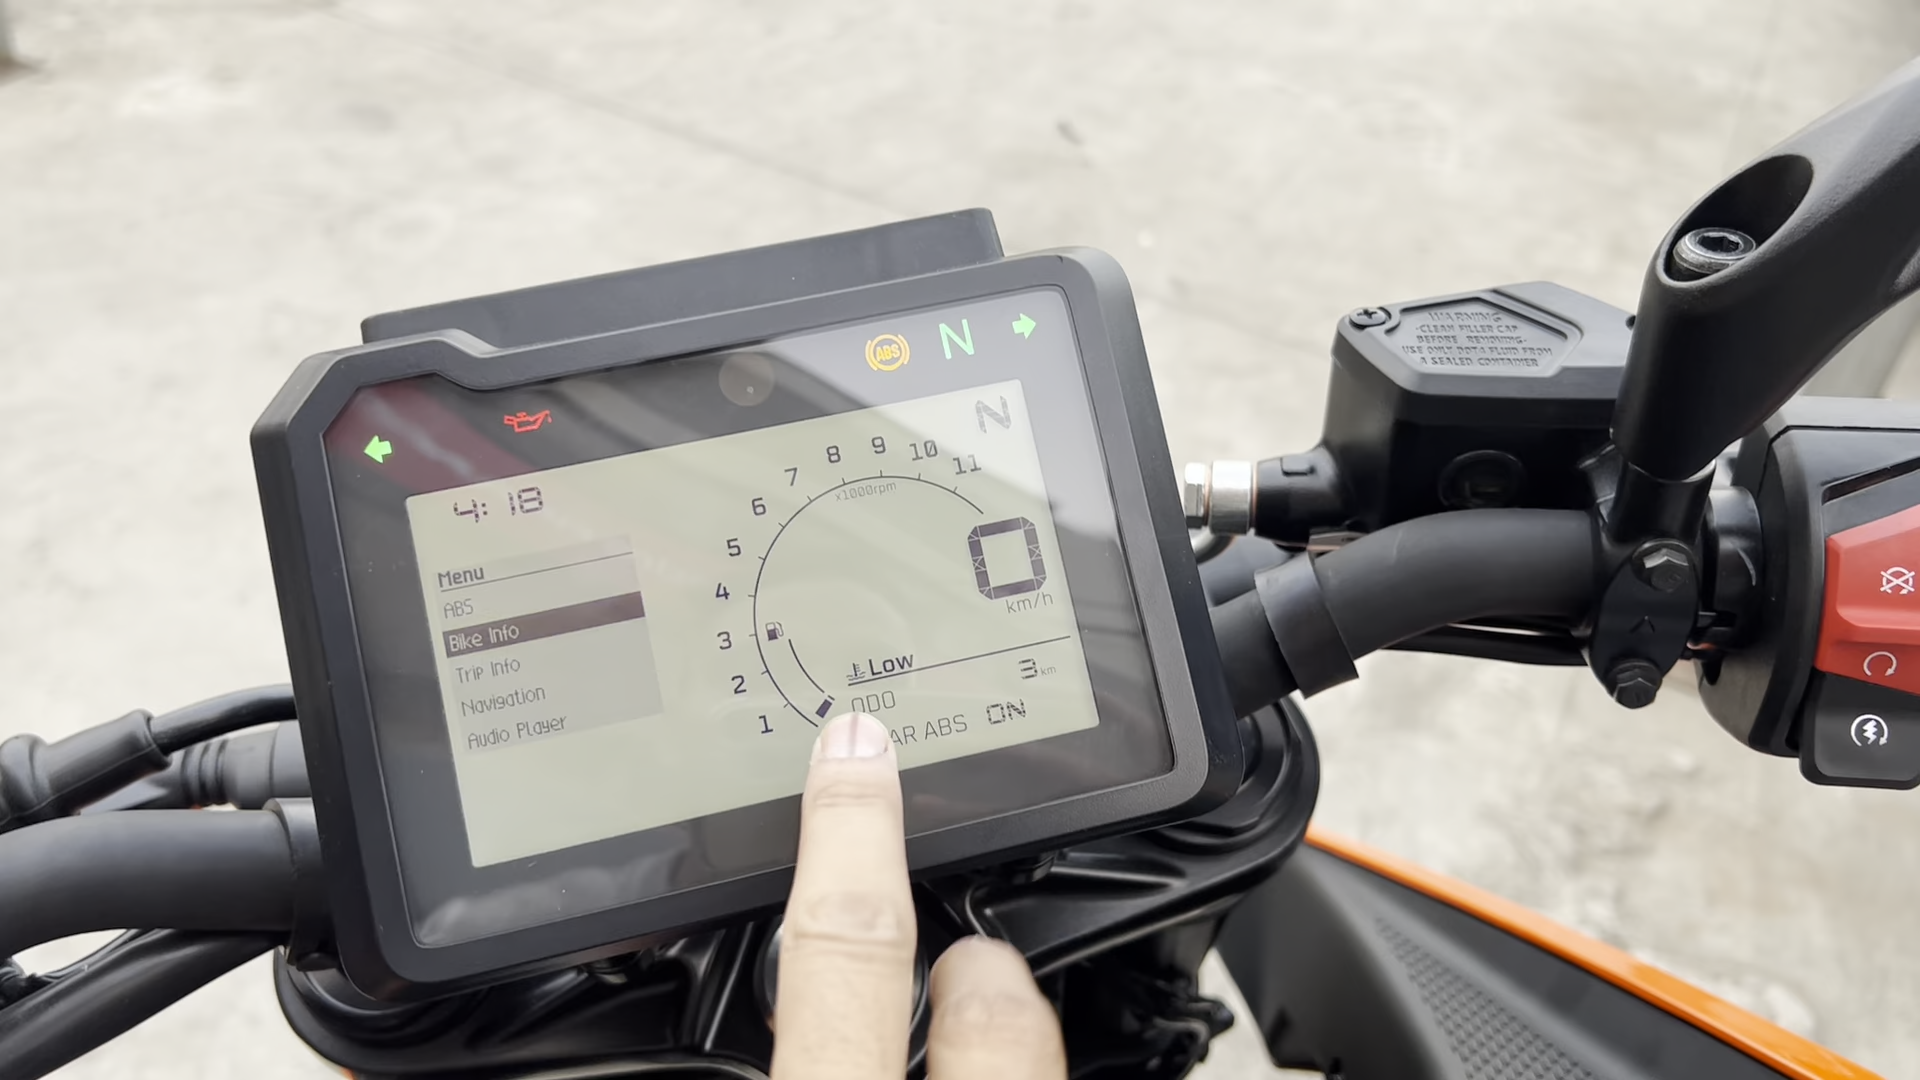 ABS
N
4:18
N
Menu
ABS
Bike Info
Trip Info
Navigation
Audio Player
1
2
3
4
5
6
7
8
9
10
11
x1000rpm
0
km/h
Low
ODO 3 km
AR ABS ON
WARNING
-CLEAN FILLER CAP
BEFORE REMOVING-
USE ONLY DOT4 FLUID FROM
A SEALED CONTAINER